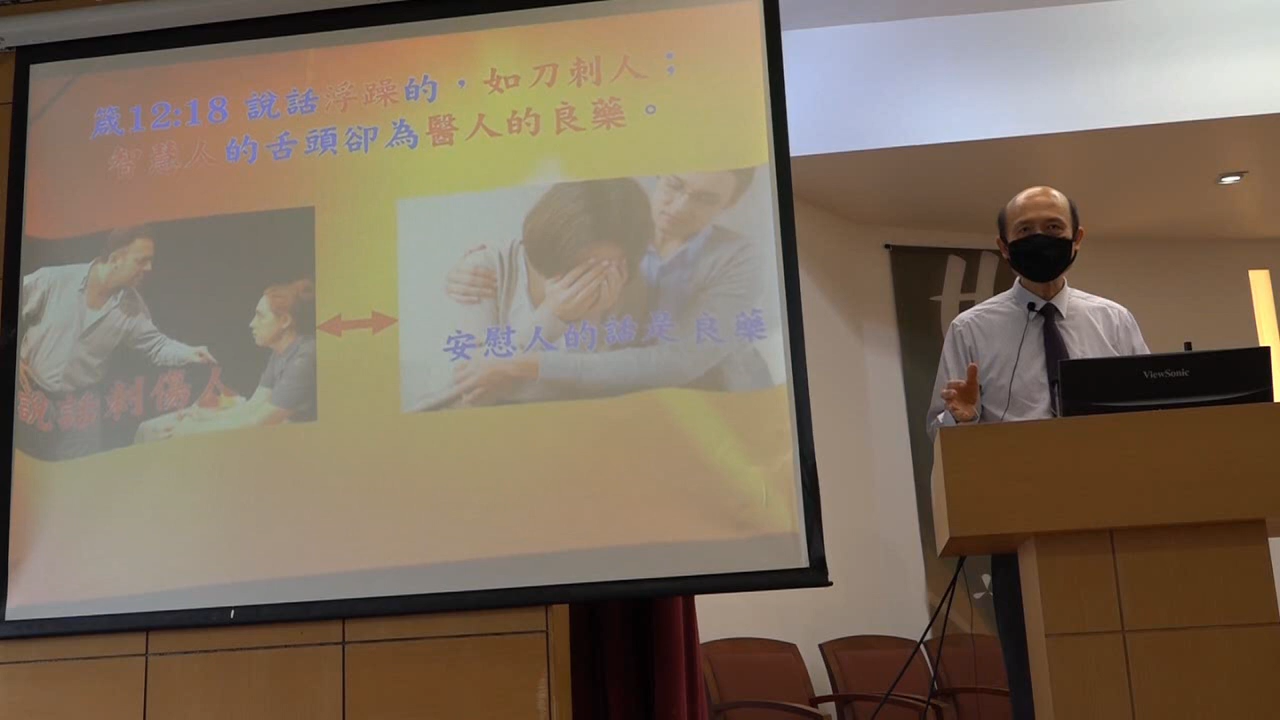 箴12:18 說話浮躁的，如刀刺人；
智慧人的舌頭卻為醫人的良藥。
安慰人的話是良藥
說話刺傷人
ViewSonic
H